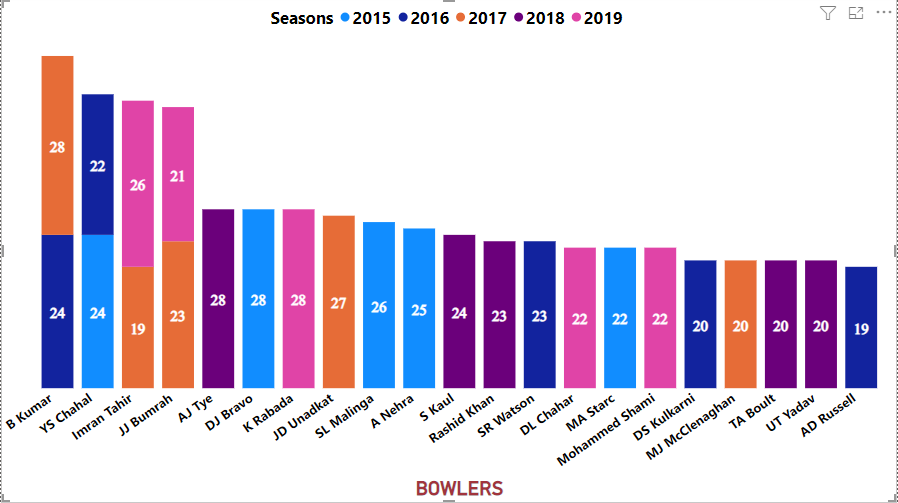 Seasons 2015 2016 2017 2018 2019
28
22
26
21
24
24
19
23
28
28
28
27
26
25
24
23
23
22
22
22
20
20
20
20
19
B Kumar
YS Chahal
Imran Tahir
JJ Bumrah
AJ Tye
DJ Bravo
K Rabada
JD Unadkat
SL Malinga
A Nehra
S Kaul
Rashid Khan
SR Watson
DL Chahar
MA Starc
Mohammed Shami
DS Kulkarni
MJ McClenaghan
TA Boult
UT Yadav
AD Russell
BOWLERS